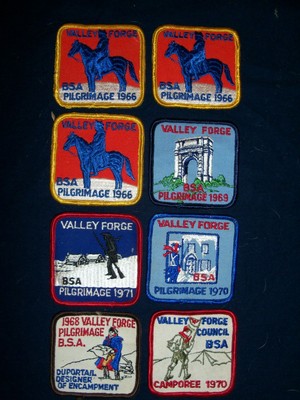 VALLEY FORGE
BSA
PILGRIMAGE 1966
VALLEY FORGE
BSA
PILGRIMAGE 1966
VALLEY FORGE
BSA
PILGRIMAGE 1966
VALLEY FORGE
BSA
PILGRIMAGE 1969
VALLEY FORGE
BSA
PILGRIMAGE 1971
VALLEY FORGE
BSA
PILGRIMAGE 1970
1968 VALLEY FORGE
PILGRIMAGE
B.S.A.
DUPORTAIL
DESIGNER
OF ENCAMPMENT
VALLEY FORGE
COUNCIL
BSA
CAMPOREE 1970